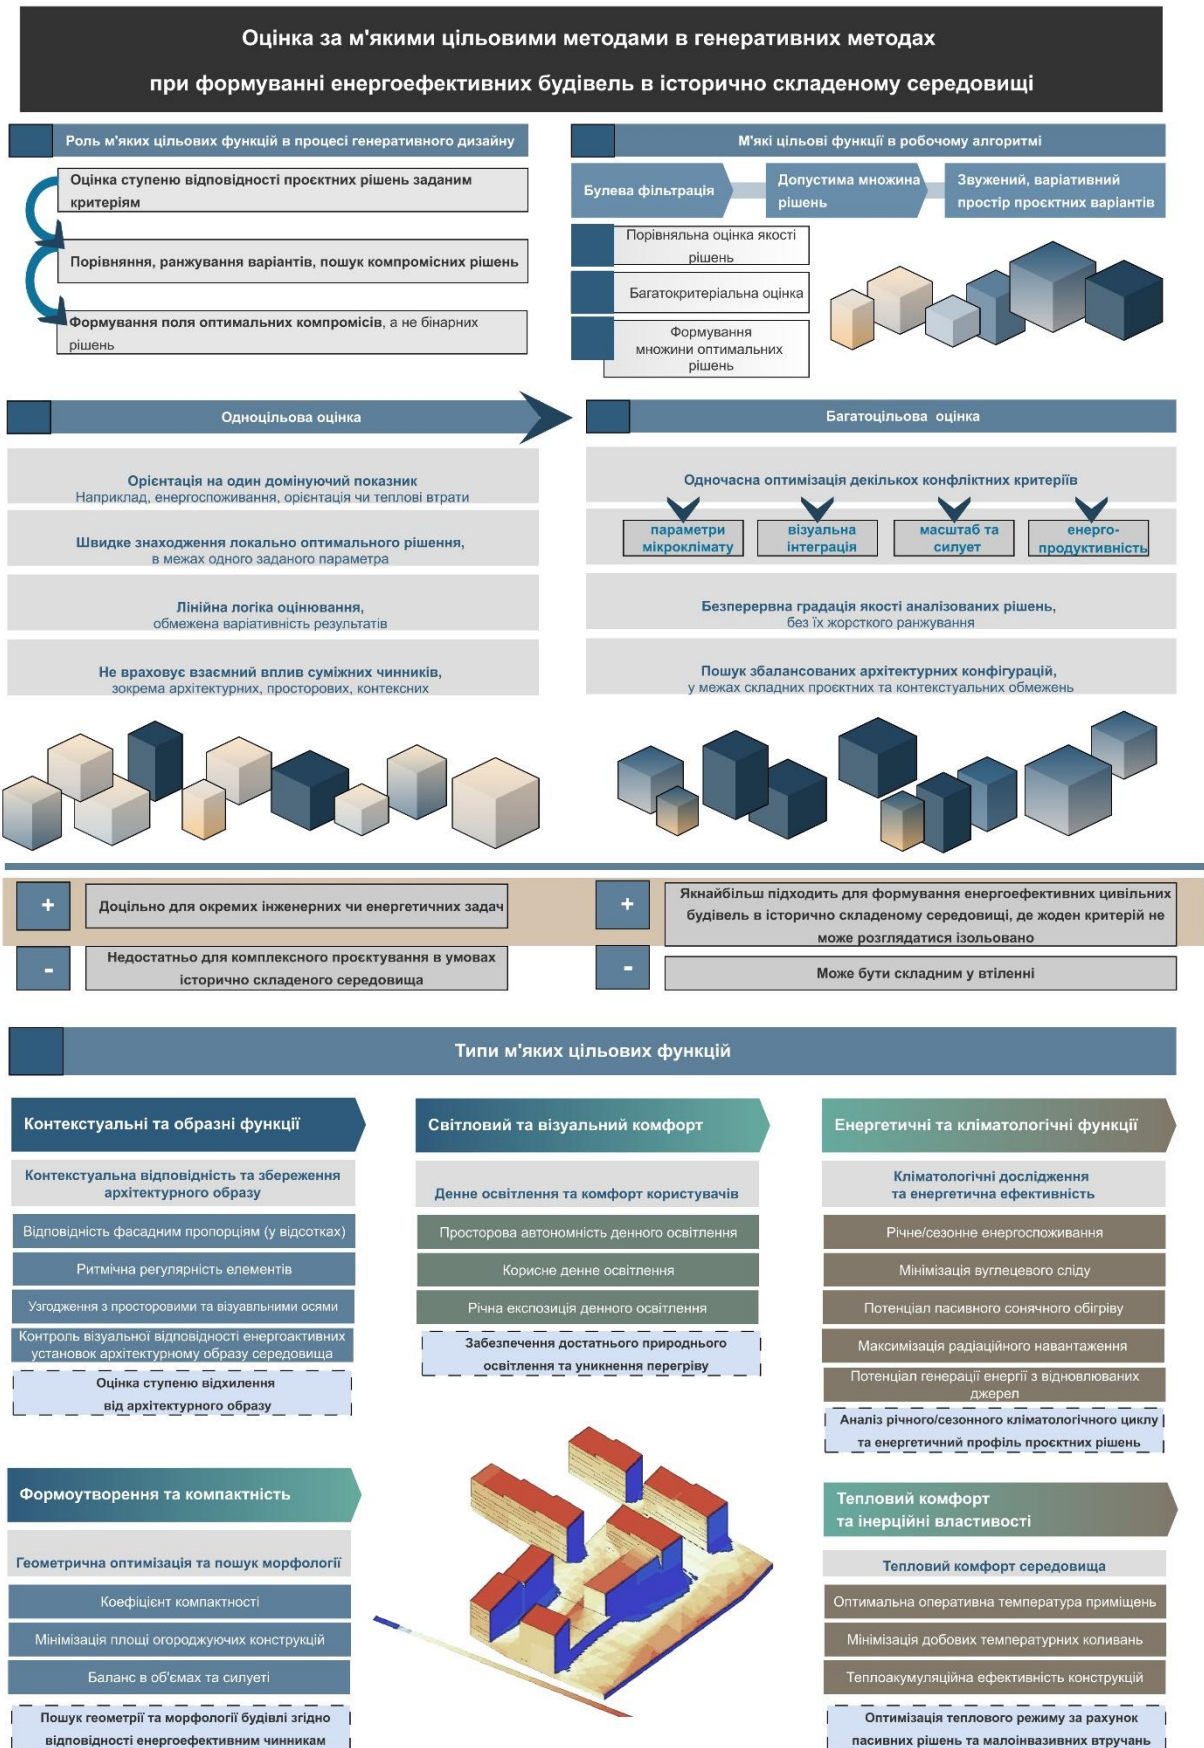 Оцінка за м'якими цільовими методами в генеративних методах
при формуванні енергоефективних будівель в історично складеному середовищі
Роль м'яких цільових функцій в процесі генеративного дизайну
Оцінка ступеню відповідності проєктних рішень заданим
критеріям
Порівняння, ранжування варіантів, пошук компромісних рішень
Формування поля оптимальних компромісів, а не бінарних
рішень
М'які цільові функції в робочому алгоритмі
Булева фільтрація
Допустима множина
рішень
Звужений, варіативний
простір проєктних варіантів
Порівняльна оцінка якості
рішень
Багатокритеріальна оцінка
Формування
множини оптимальних
рішень
Одноцільова оцінка
Орієнтація на один домінуючий показник
Наприклад, енергоспоживання, орієнтація чи теплові втрати
Швидке знаходження локально оптимального рішення,
в межах одного заданого параметра
Лінійна логіка оцінювання,
обмежена варіативність результатів
Не враховує взаємний вплив суміжних чинників,
зокрема архітектурних, просторових, контексних
Багатоцільова оцінка
Одночасна оптимізація декількох конфліктних критеріїв
параметри
мікроклімату
візуальна
інтеграція
масштаб та
силует
енерго-
продуктивність
Безперервна градація якості аналізованих рішень,
без їх жорсткого ранжування
Пошук збалансованих архітектурних конфігурацій,
у межах складних проєктних та контекстуальних обмежень
+
Доцільно для окремих інженерних чи енергетичних задач
-
Недостатньо для комплексного проєктування в умовах
історично складеного середовища
+
Якнайбільш підходить для формування енергоефективних цивільних
будівель в історично складеному середовищі, де жоден критерій не
може розглядатися ізольовано
-
Може бути складним у втіленні
Типи м'яких цільових функцій
Контекстуальні та образні функції
Контекстуальна відповідність та збереження
архітектурного образу
Відповідність фасадним пропорціям (у відсотках)
Ритмічна регулярність елементів
Узгодження з просторовими та візуавльними осями
Контроль візуальної відповідності енергоактивних
установок архітектурному образу середовища
Оцінка ступеню відхилення
від архітектурного образу
Світловий та візуальний комфорт
Денне освітлення та комфорт користувачів
Просторова автономність денного освітлення
Корисне денне освітлення
Річна експозиція денного освітлення
Забезпечення достатнього природнього
освітлення та уникнення перегріву
Енергетичні та кліматологічні функції
Кліматологічні дослідження
та енергетична ефективність
Річне/сезонне енергоспоживання
Мінімізація вуглецевого сліду
Потенціал пасивного сонячного обігріву
Максимізація радіаційного навантаження
Потенціал генерації енергії з відновлюваних
джерел
Аналіз річного/сезонного кліматологічного циклу
та енергетичний профіль проєктних рішень
Формоутворення та компактність
Геометрична оптимізація та пошук морфології
Коефіцієнт компактності
Мінімізація площі огороджуючих конструкцій
Баланс в об'ємах та силуеті
Пошук геометрії та морфології будівлі згідно
відповідності енергоефективним чинникам
Тепловий комфорт
та інерційні властивості
Тепловий комфорт середовища
Оптимальна оперативна температура приміщень
Мінімізація добових температурних коливань
Теплоакумуляційна ефективність конструкцій
Оптимізація теплового режиму за рахунок
пасивних рішень та малоінвазивних втручань